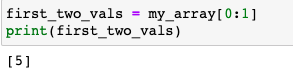 first_two_vals = my_array[0:1]
print(first_two_vals)
[5]